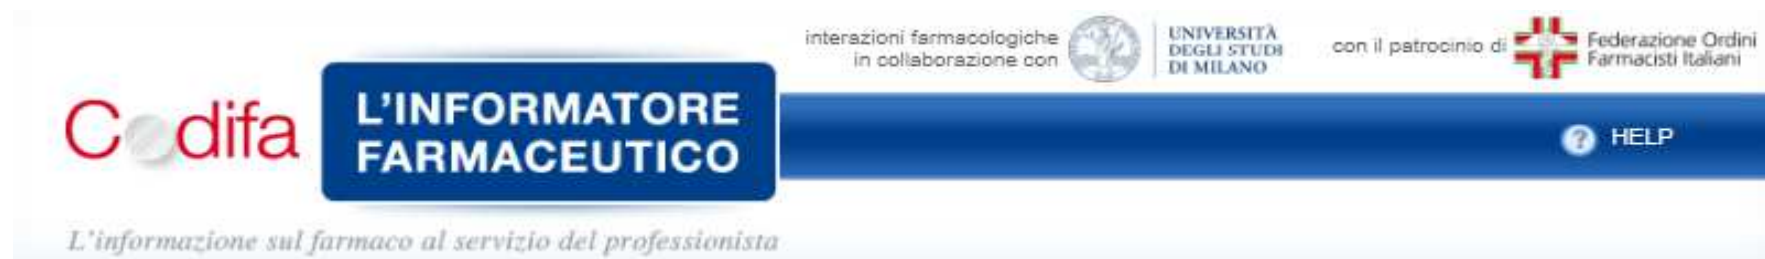 interazioni farmacologiche
in collaborazione con
UNIVERSITÀ
DEGLI STUDI
DI MILANO
con il patrocinio di
Federazione Ordini
Farmacisti Italiani
Codifa
L'INFORMATORE
FARMACEUTICO
? HELP
L'informazione sul farmaco al servizio del professionista